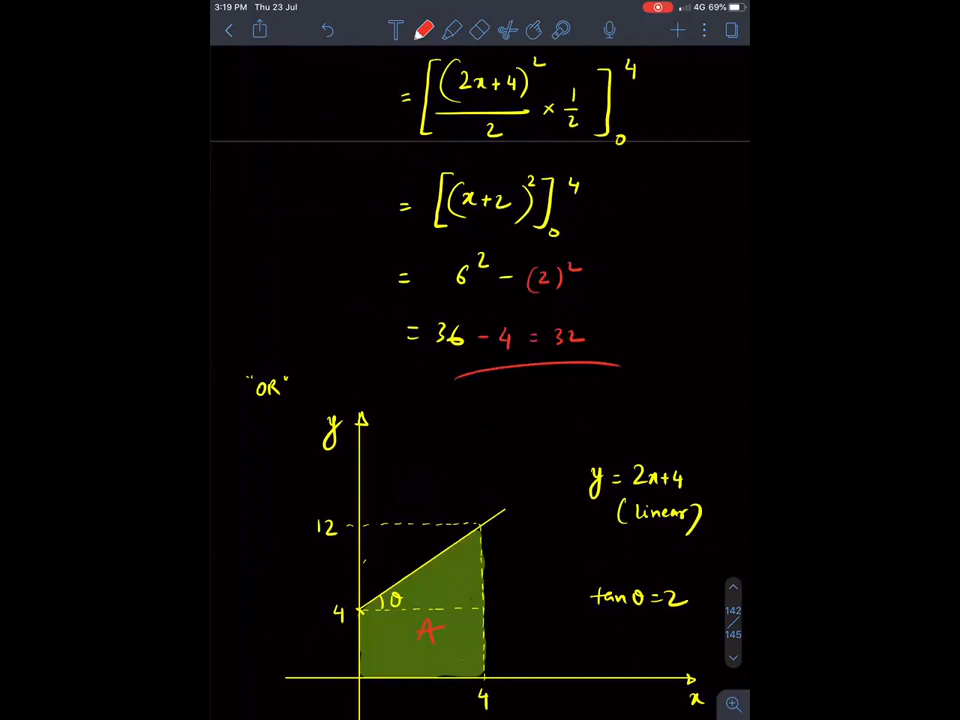 3:19 PM Thu 23 Jul
4G 69%
T
= [(2x+4)² / 2 × 1/2]₀⁴
= [(x+2)²]₀⁴
= 6² - (2)²
= 36 - 4 = 32
"OR"
y
y = 2x+4
(linear)
12
θ
tan θ = 2
4
A
142
145
4
x